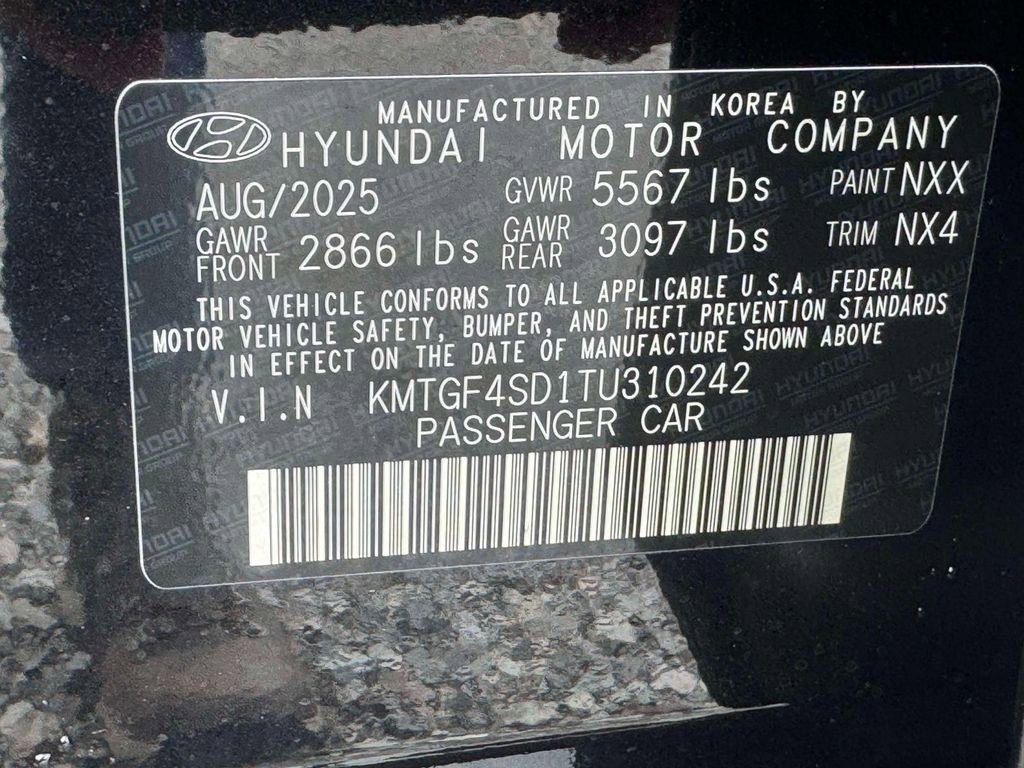 MANUFACTURED IN KOREA BY
HYUNDAI MOTOR COMPANY
AUG/2025 GVWR 5567 lbs PAINT NXX
GAWR FRONT 2866 lbs GAWR REAR 3097 lbs TRIM NX4
THIS VEHICLE CONFORMS TO ALL APPLICABLE U.S.A. FEDERAL
MOTOR VEHICLE SAFETY, BUMPER, AND THEFT PREVENTION STANDARDS
IN EFFECT ON THE DATE OF MANUFACTURE SHOWN ABOVE
V.I.N KMTGF4SD1TU310242
PASSENGER CAR